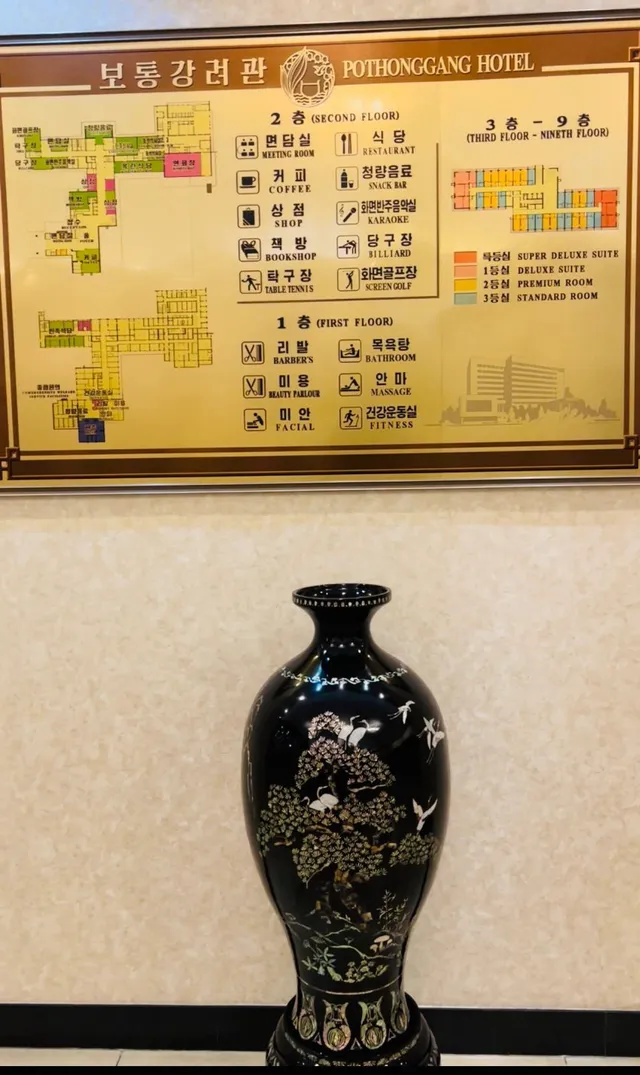 보통강려관 POTHONGGANG HOTEL
2 층 (SECOND FLOOR)
면담실
MEETING ROOM
식 당
RESTAURANT
커 피
COFFEE
청량음료
SNACK BAR
상 점
SHOP
화면반주음악실
KARAOKE
책 방
BOOKSHOP
당구장
BILLIARD
탁구장
TABLE TENNIS
화면골프장
SCREEN GOLF
1 층 (FIRST FLOOR)
리 발
BARBER'S
목욕탕
BATHROOM
미 용
BEAUTY PARLOUR
안 마
MASSAGE
미 안
FACIAL
건강운동실
FITNESS
3 층 - 9 층
(THIRD FLOOR - NINETH FLOOR)
특등실 SUPER DELUXE SUITE
1등실 DELUXE SUITE
2등실 PREMIUM ROOM
3등실 STANDARD ROOM